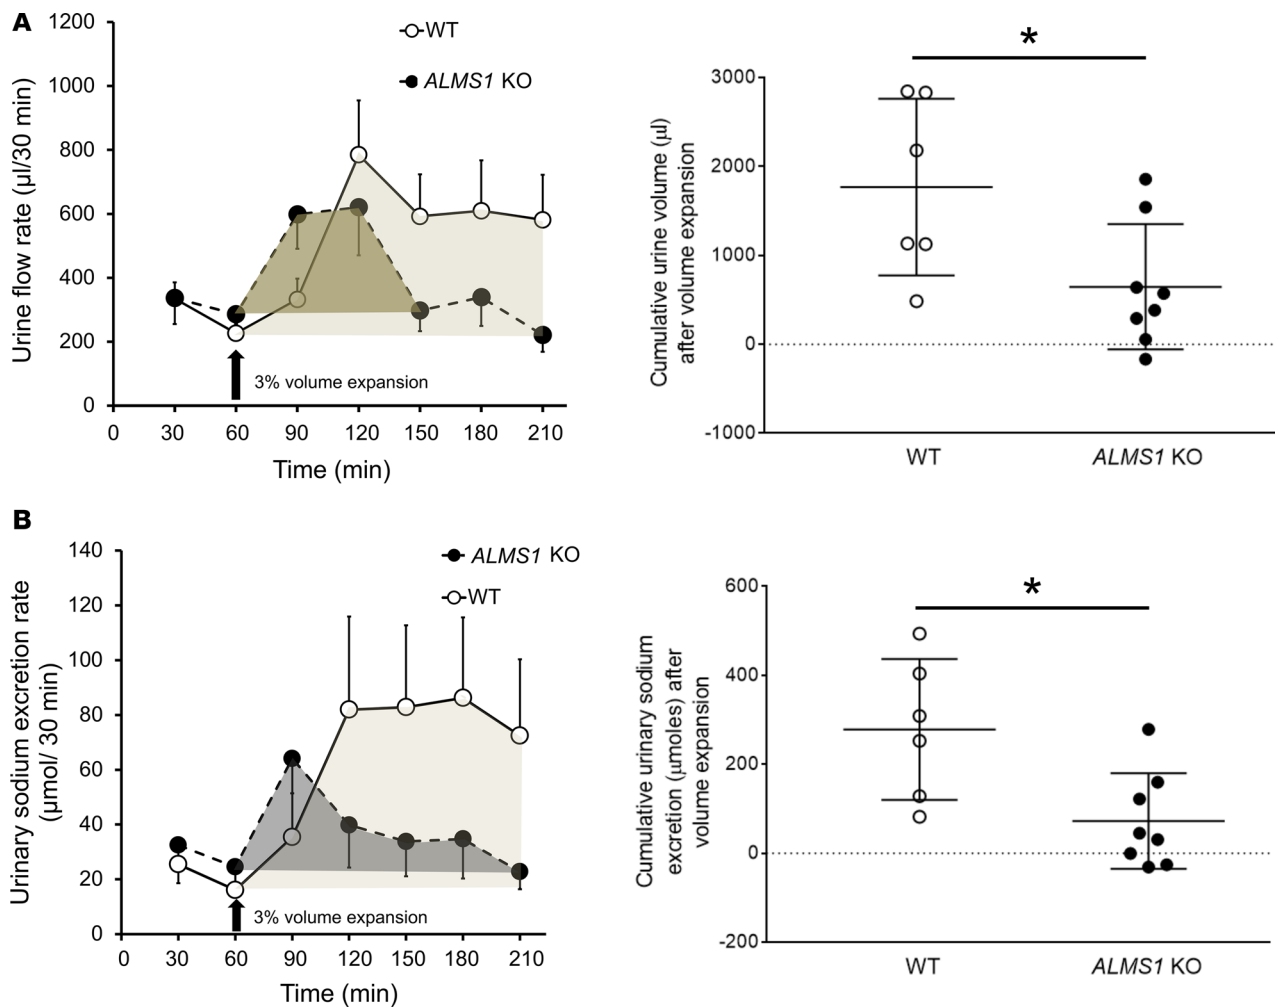 A
WT
ALMS1 KO
1200
1000
800
600
400
200
0
Urine flow rate (µl/30 min)
3% volume expansion
0 30 60 90 120 150 180 210
Time (min)
*
3000
2000
1000
0
-1000
Cumulative urine volume (µl)
after volume expansion
WT ALMS1 KO
B
ALMS1 KO
WT
140
120
100
80
60
40
20
0
Urinary sodium excretion rate
(µmol/ 30 min)
3% volume expansion
0 30 60 90 120 150 180 210
Time (min)
*
600
400
200
0
-200
Cumulative urinary sodium
excretion (µmoles) after
volume expansion
WT ALMS1 KO